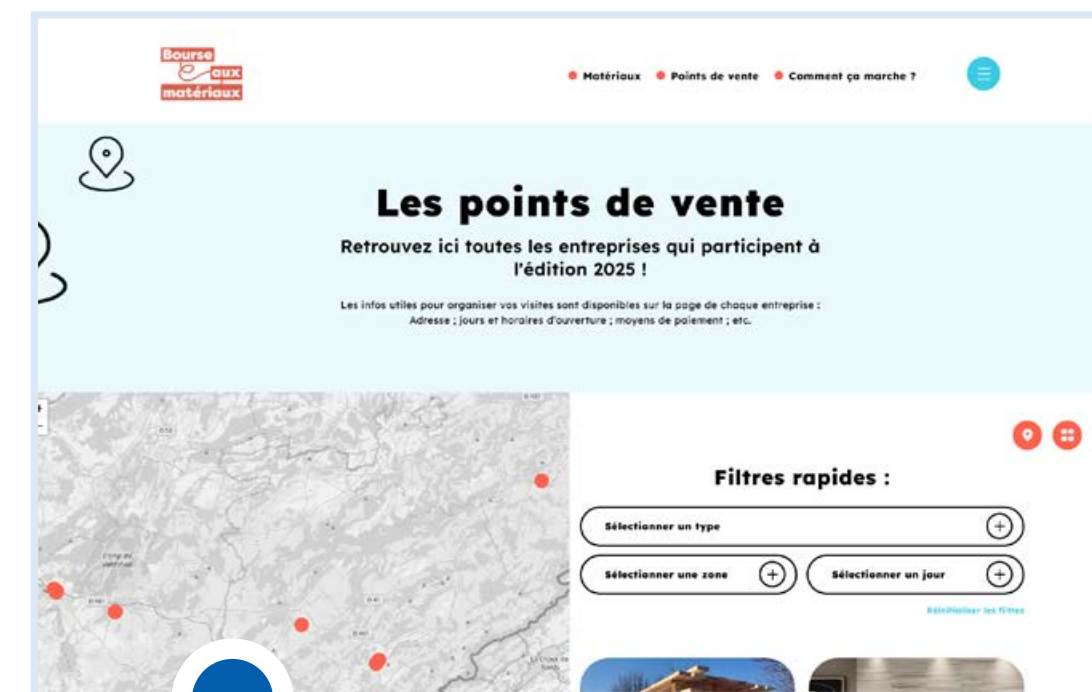 Bourse
aux
matériaux
Matériaux
Points de vente
Comment ça marche ?
Les points de vente
Retrouvez ici toutes les entreprises qui participent à
l'édition 2025 !
Les infos utiles pour organiser vos visites sont disponibles sur la page de chaque entreprise :
Adresse ; jours et horaires d'ouverture ; moyens de paiement ; etc.
Filtres rapides :
Sélectionner un type
Sélectionner une zone
Sélectionner un jour
Réinitialiser les filtres